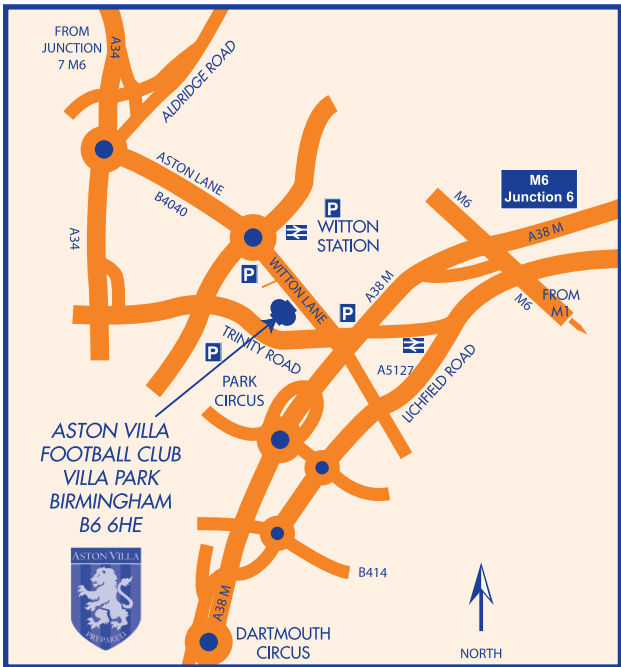 FROM
JUNCTION
7 M6
A34
ALDRIDGE ROAD
ASTON LANE
B4040
M6
Junction 6
P
WITTON
STATION
M6
A38 M
A34
P
WITTON LANE
A38 M
M6
FROM
M1
P
TRINITY ROAD
P
A5127
LICHFIELD ROAD
PARK
CIRCUS
ASTON VILLA
FOOTBALL CLUB
VILLA PARK
BIRMINGHAM
B6 6HE
ASTON VILLA
PREPARED
B414
A38 M
DARTMOUTH
CIRCUS
NORTH